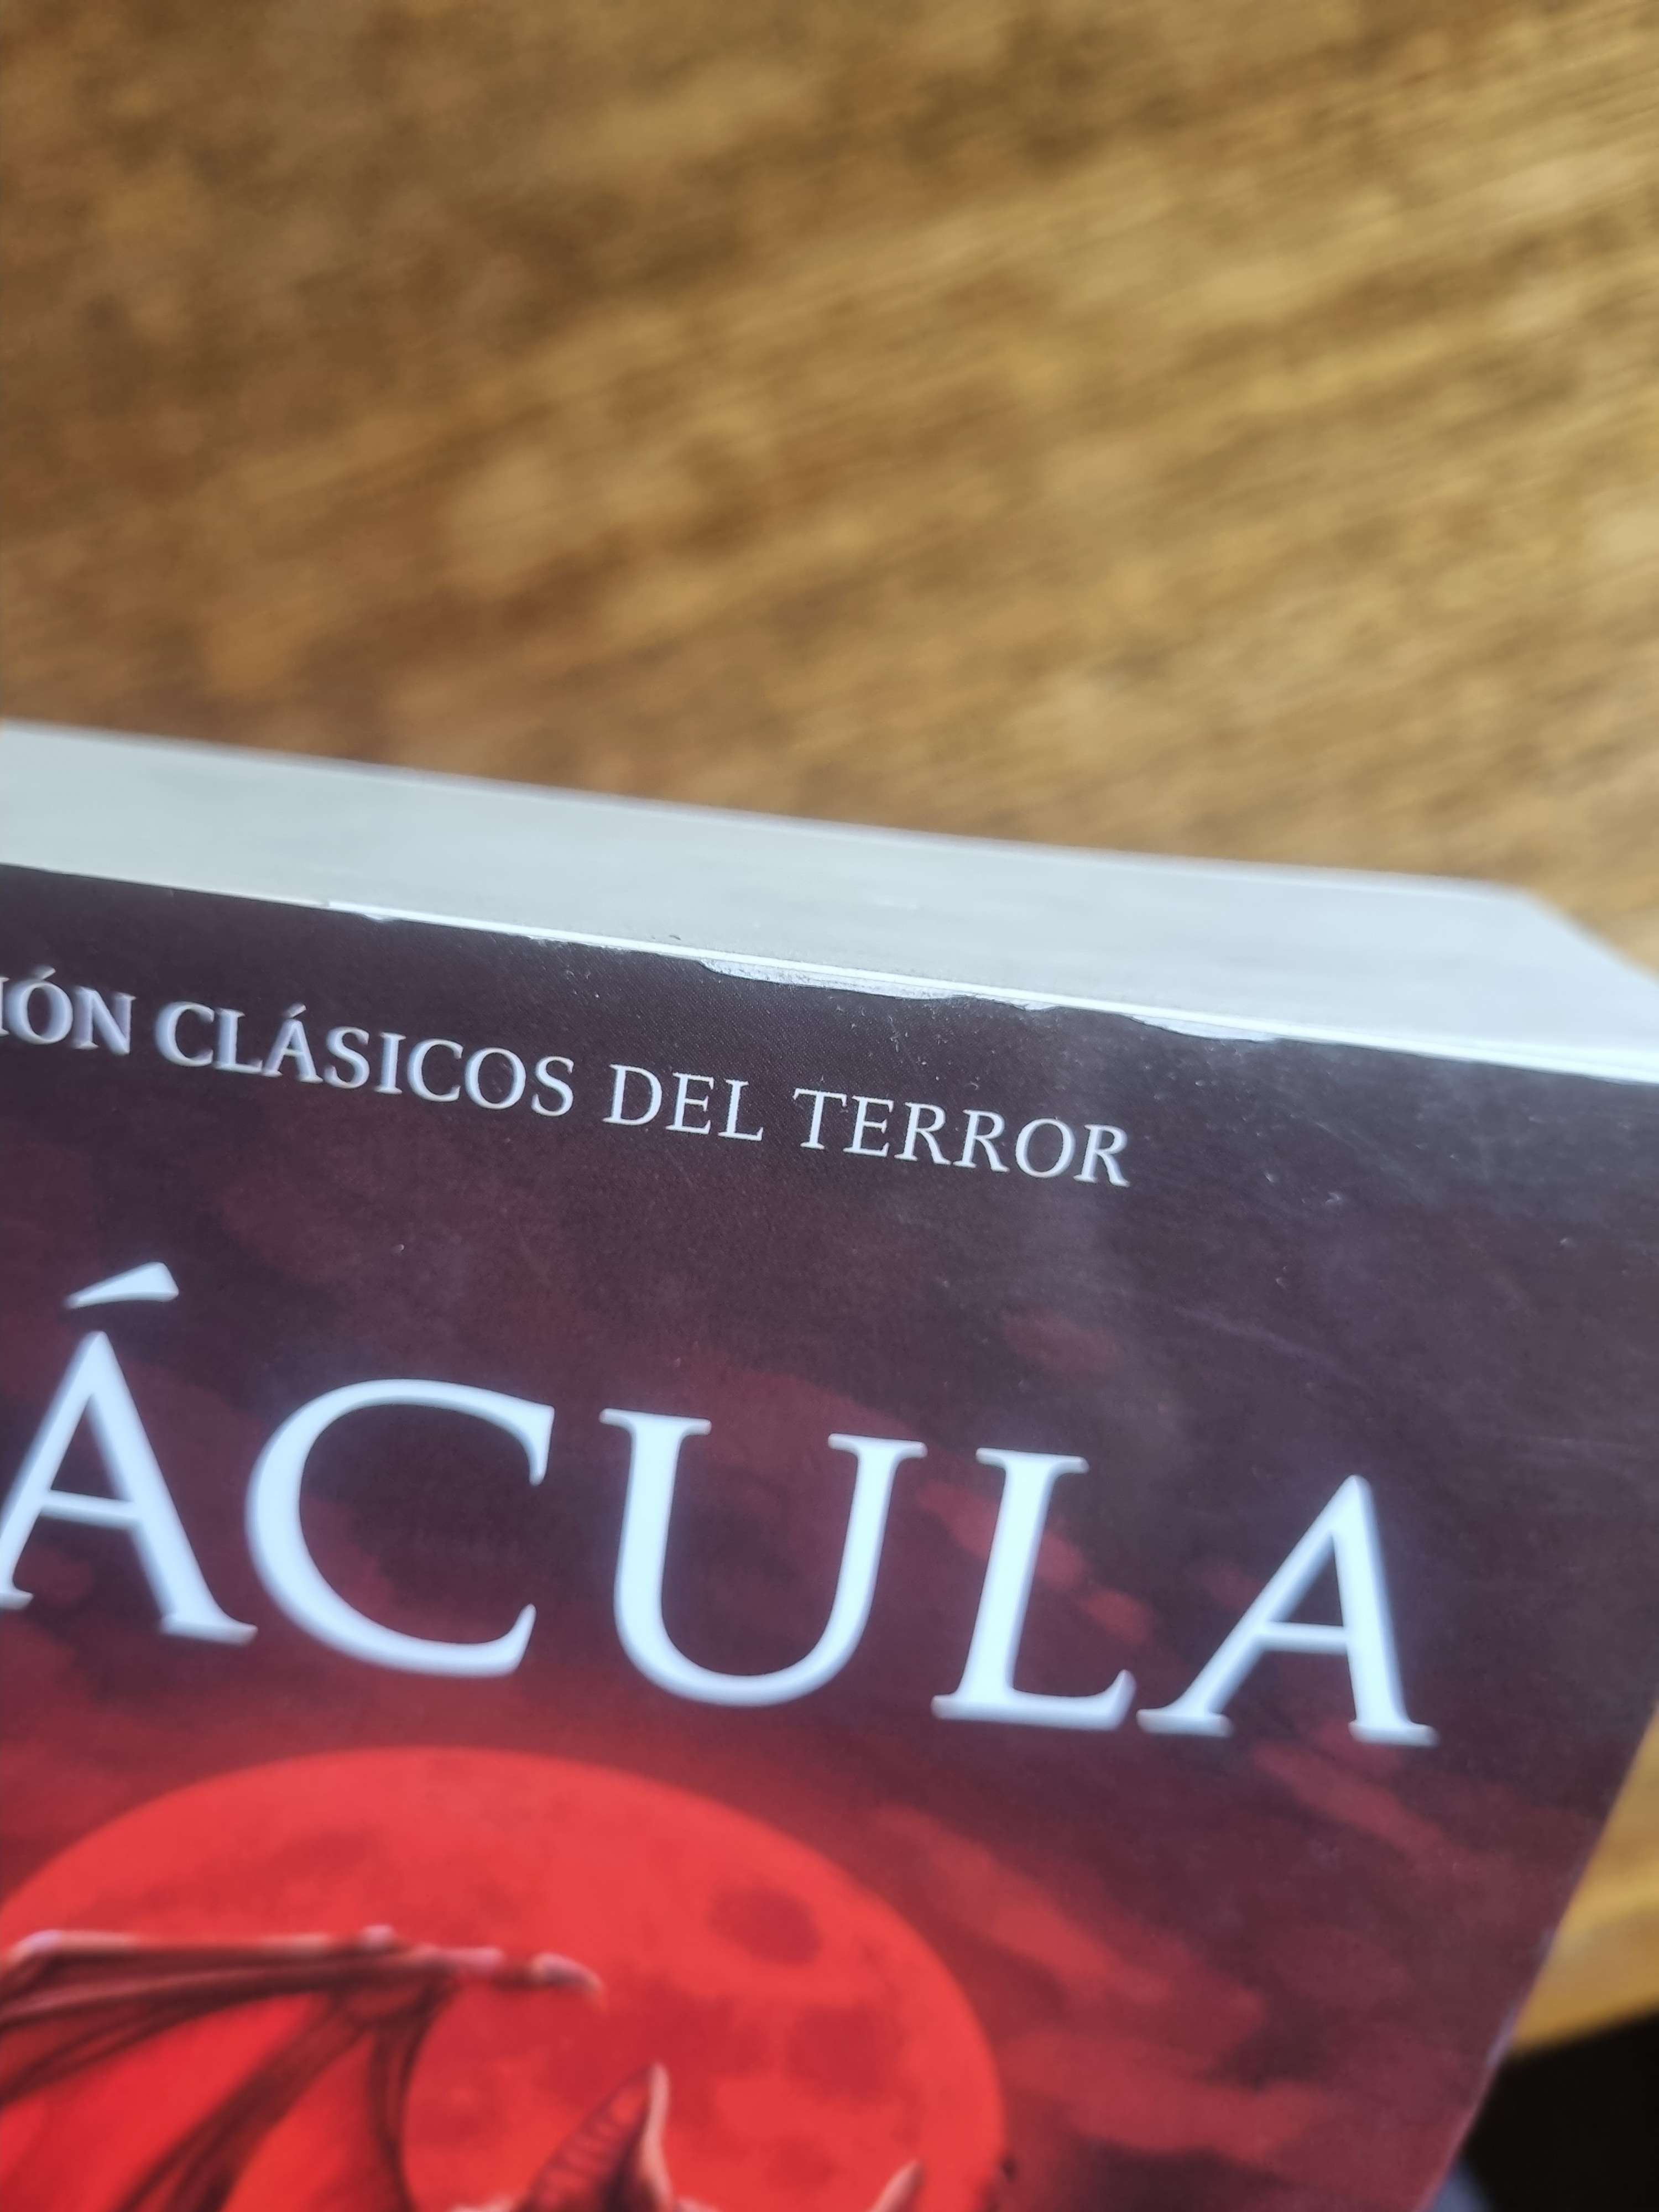 IÓN CLÁSICOS DEL TERROR
ÁCULA